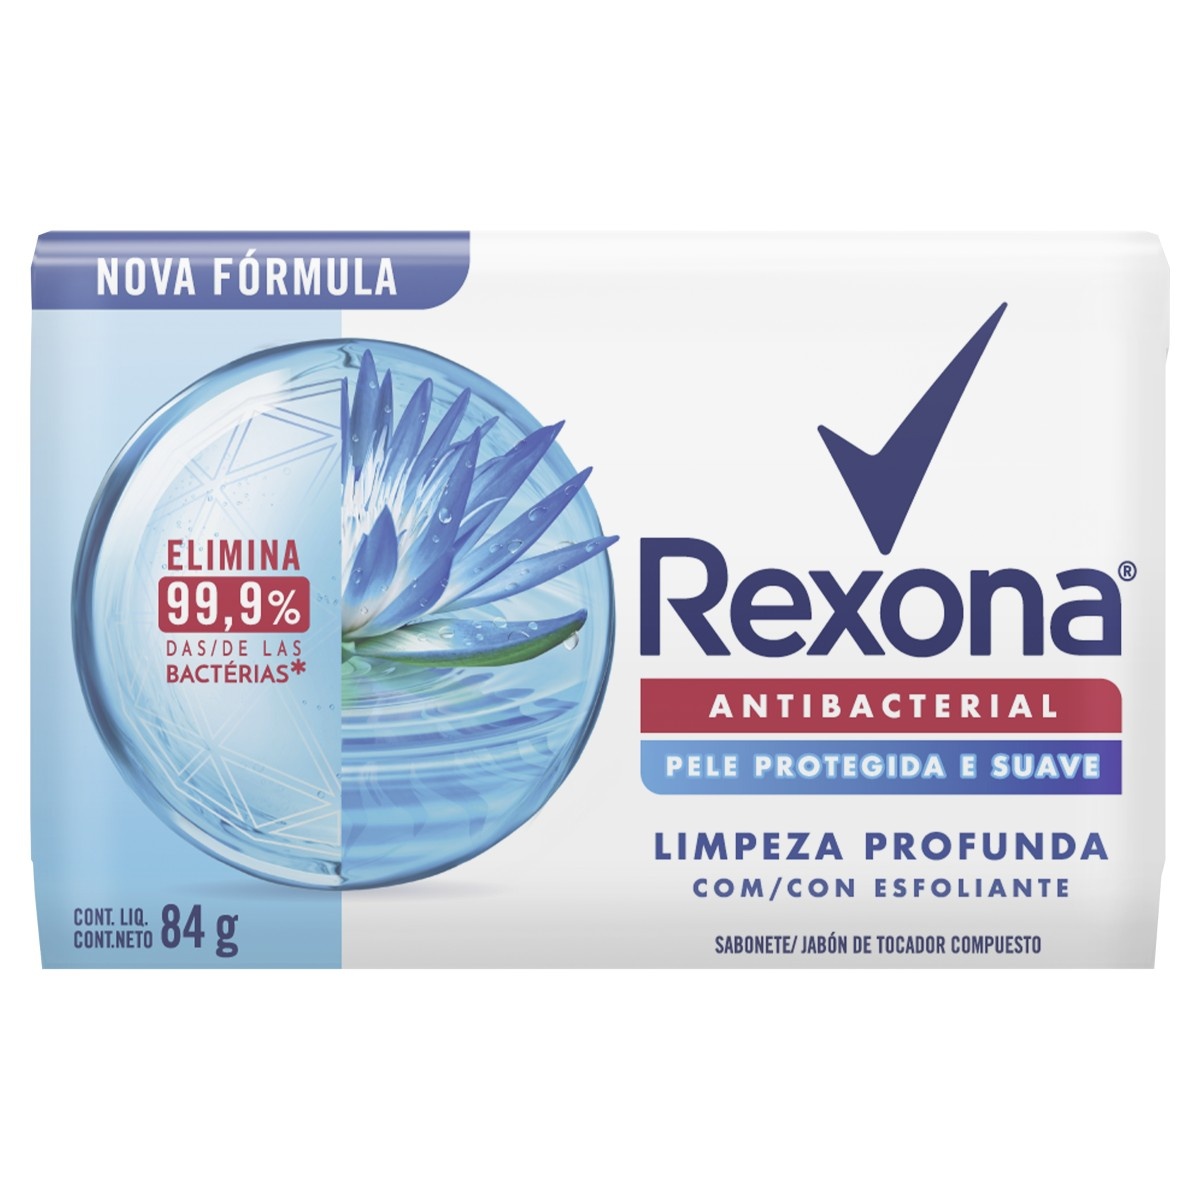 NOVA FÓRMULA
ELIMINA
99,9%
DAS/DE LAS
BACTÉRIAS*
CONT. LIQ.
CONT.NETO 84 g
Rexona®
ANTIBACTERIAL
PELE PROTEGIDA E SUAVE
LIMPEZA PROFUNDA
COM/CON ESFOLIANTE
SABONETE/ JABÓN DE TOCADOR COMPUESTO